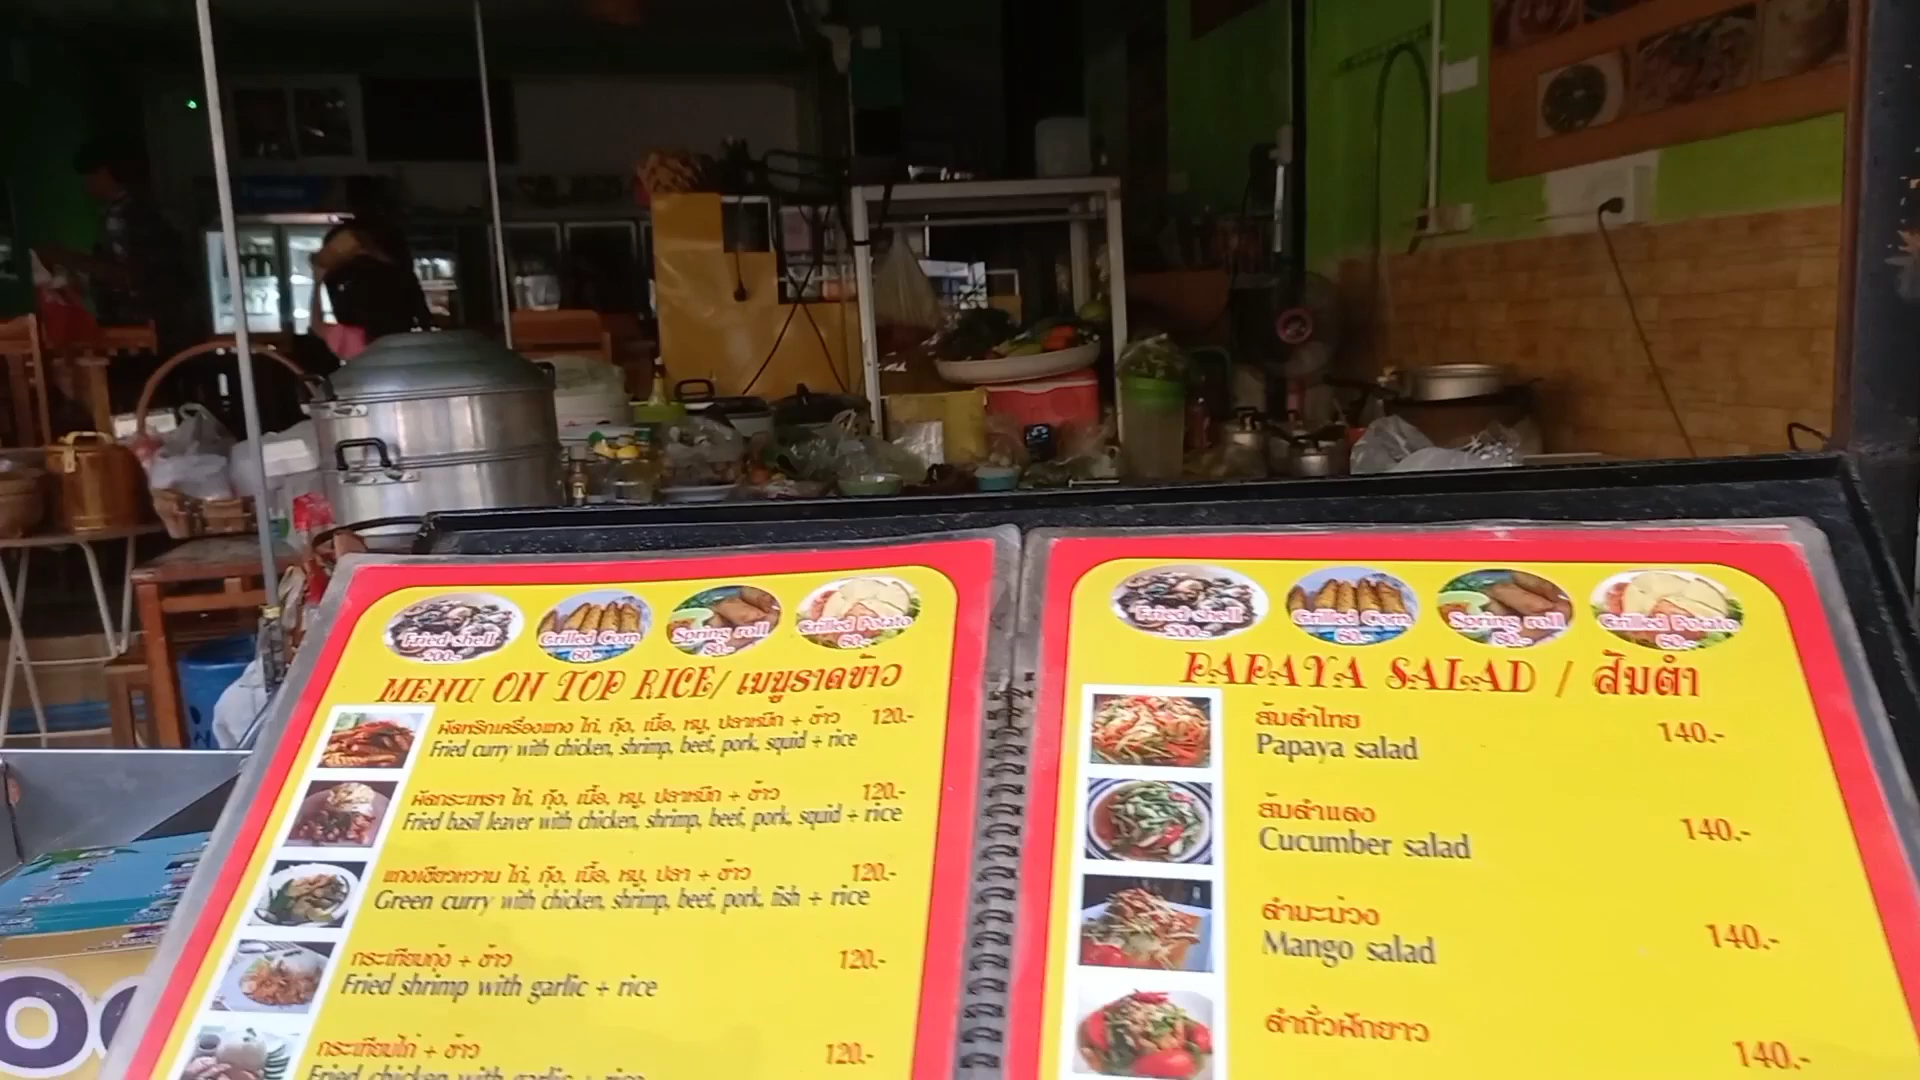 Fried shell
200.-
Grilled Corn
60.-
Spring roll
80.-
Grilled Potato
60.-
MENU ON TOP RICE/ เมนูราดข้าว
ผัดพริกเครื่องแกง ไก่, กุ้ง, เนื้อ, หมู, ปลาหมึก + ข้าว 120.-
Fried curry with chicken, shrimp, beef, pork, squid + rice
ผัดกระเพรา ไก่, กุ้ง, เนื้อ, หมู, ปลาหมึก + ข้าว 120.-
Fried basil leaver with chicken, shrimp, beef, pork, squid + rice
แกงเขียวหวาน ไก่, กุ้ง, เนื้อ, หมู, ปลา + ข้าว 120.-
Green curry with chicken, shrimp, beef, pork, fish + rice
กระเทียมกุ้ง + ข้าว 120.-
Fried shrimp with garlic + rice
กระเทียมไก่ + ข้าว 120.-
Fried chicken with garlic + rice
Fried shell
200.-
Grilled Corn
60.-
Spring roll
80.-
Grilled Potato
60.-
PAPAYA SALAD / ส้มตำ
ส้มตำไทย 140.-
Papaya salad
ส้มตำแตง 140.-
Cucumber salad
ตำมะม่วง 140.-
Mango salad
ตำถั่วฝักยาว 140.-